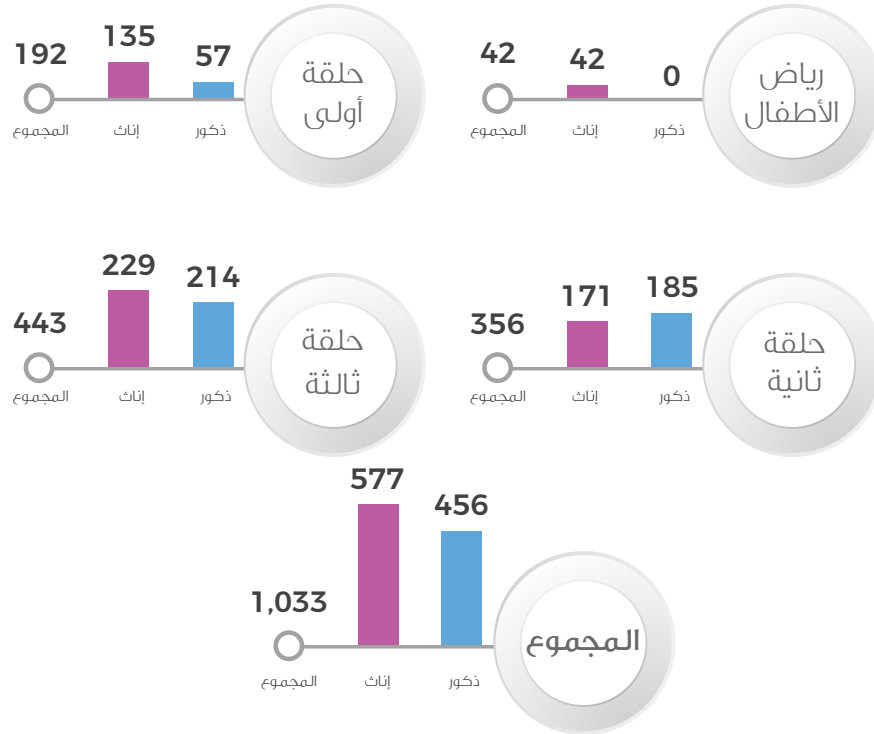 رياض
الأطفال
0 42 42
ذكور إناث المجموع
حلقة
أولى
57 135 192
ذكور إناث المجموع
حلقة
ثانية
185 171 356
ذكور إناث المجموع
حلقة
ثالثة
214 229 443
ذكور إناث المجموع
المجموع
456 577 1,033
ذكور إناث المجموع